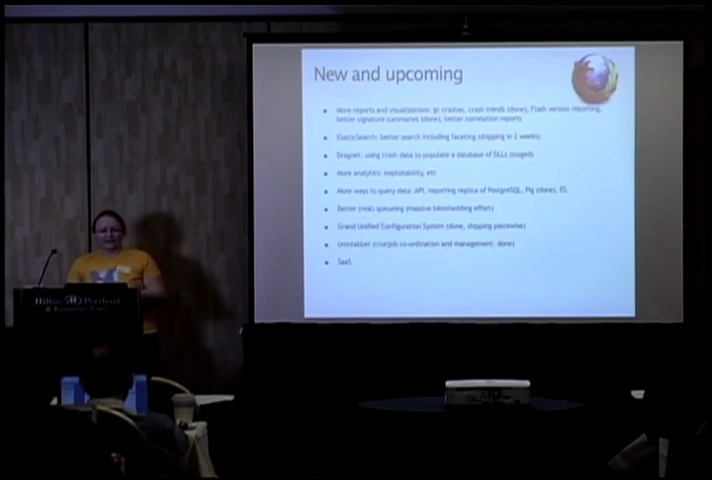 New and upcoming
More reports and visualizations: gc crashes, crash trends (done), Flash version reporting,
better signature summaries (done), better correlation reports
ElasticSearch: better search including faceting (shipping in 2 weeks)
Dragnet: using crash data to populate a database of DLLs (staged)
More analytics: exploitability, etc
More ways to query data: API, reporting replica of PostgreSQL, Pig (done), ES
Better (real) queueing (massive bikeshedding effort)
Grand Unified Configuration System (done, shipping piecewise)
crontabber (cronjob co-ordination and management, done)
SaaS
Hilton Portland
& Executive Tower